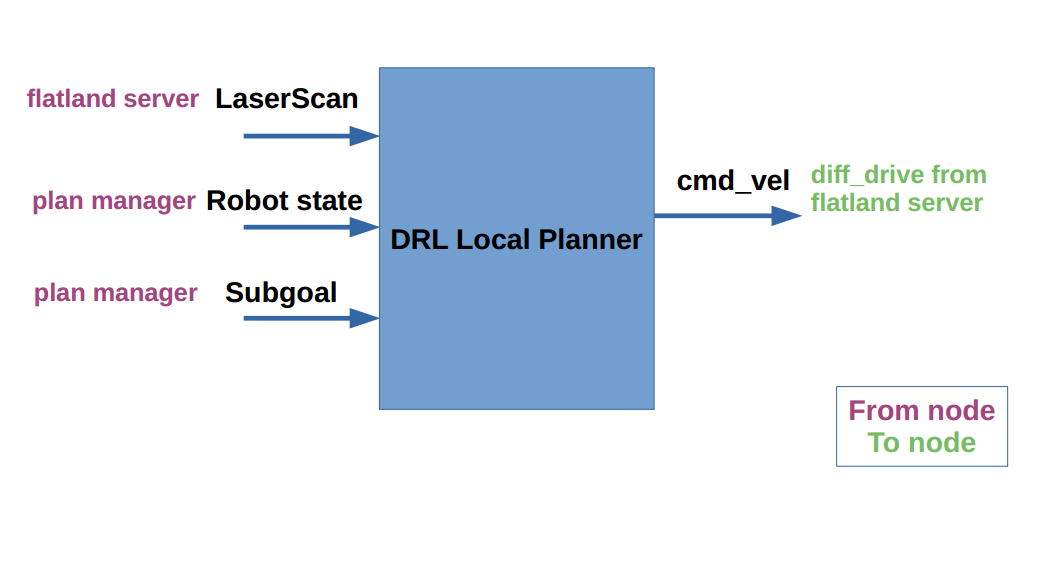 flatland server LaserScan
plan manager Robot state
plan manager Subgoal
DRL Local Planner
cmd_vel
diff_drive from
flatland server
From node
To node